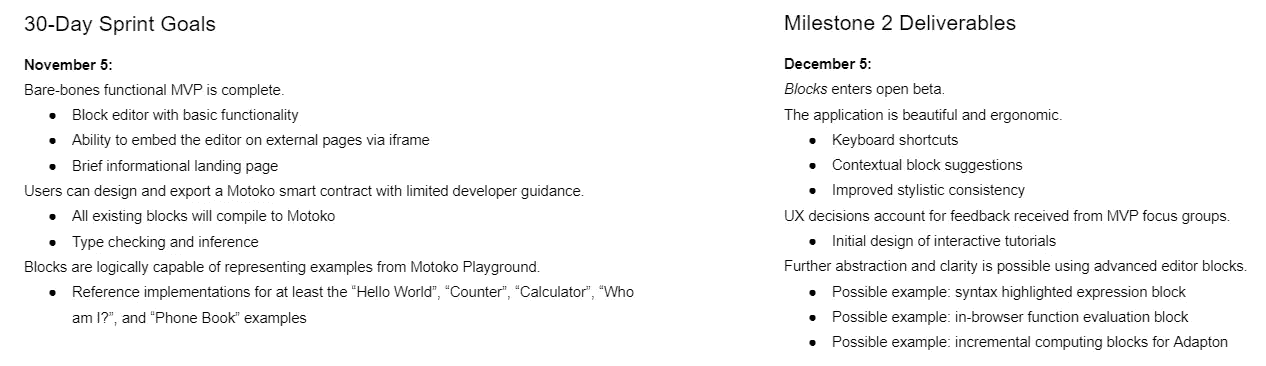 30-Day Sprint Goals
November 5:
Bare-bones functional MVP is complete.
● Block editor with basic functionality
● Ability to embed the editor on external pages via iframe
● Brief informational landing page
Users can design and export a Motoko smart contract with limited developer guidance.
● All existing blocks will compile to Motoko
● Type checking and inference
Blocks are logically capable of representing examples from Motoko Playground.
● Reference implementations for at least the “Hello World”, “Counter”, “Calculator”, “Who
am I?”, and “Phone Book” examples
Milestone 2 Deliverables
December 5:
Blocks enters open beta.
The application is beautiful and ergonomic.
● Keyboard shortcuts
● Contextual block suggestions
● Improved stylistic consistency
UX decisions account for feedback received from MVP focus groups.
● Initial design of interactive tutorials
Further abstraction and clarity is possible using advanced editor blocks.
● Possible example: syntax highlighted expression block
● Possible example: in-browser function evaluation block
● Possible example: incremental computing blocks for Adapton